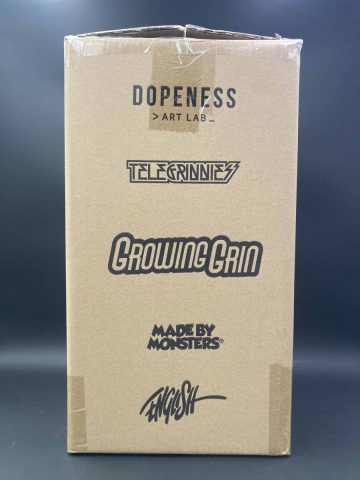 DOPENESS
>ART LAB_
TELEGRINNIES
GROWING GRIN
MADE BY
MONSTERS®
ENGLISH